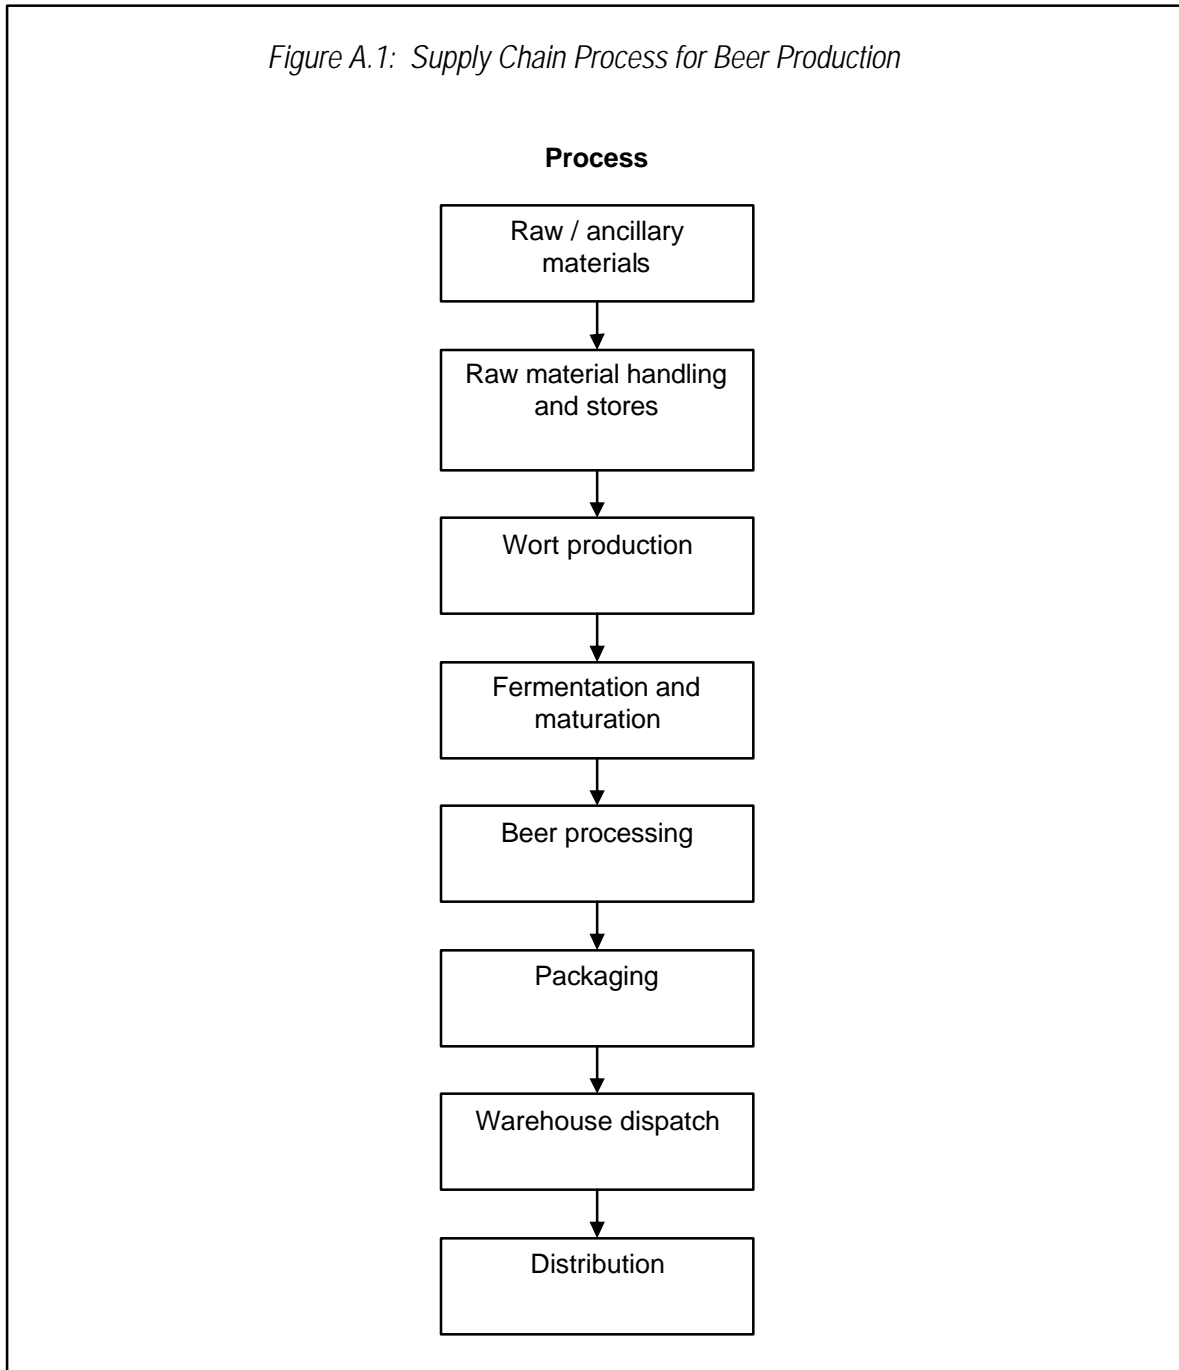 Figure A.1: Supply Chain Process for Beer Production
Process
Raw / ancillary
materials
Raw material handling
and stores
Wort production
Fermentation and
maturation
Beer processing
Packaging
Warehouse dispatch
Distribution